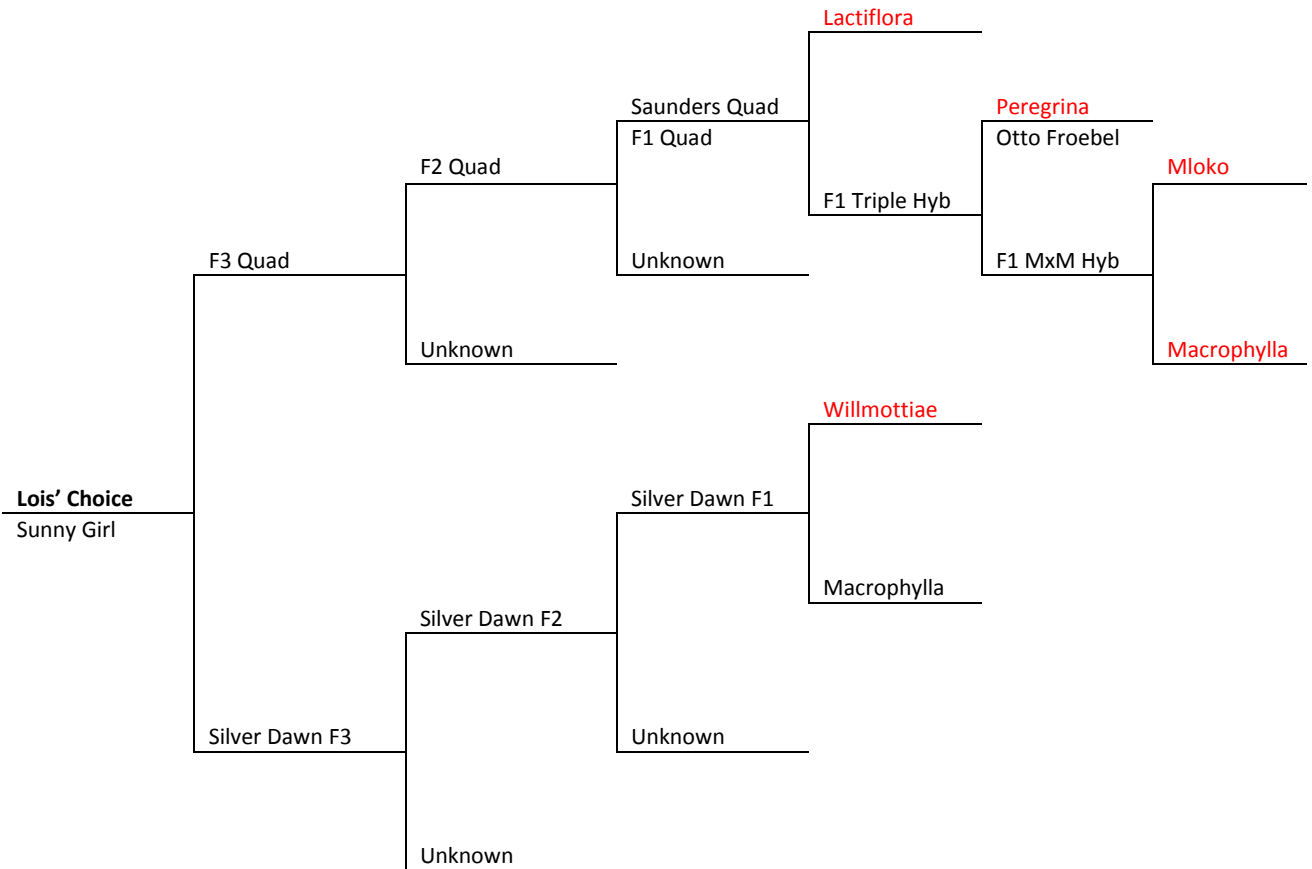 Lactiflora
Saunders Quad
Peregrina
F1 Quad
Otto Froebel
F2 Quad
Mloko
F1 Triple Hyb
F3 Quad
Unknown
F1 MxM Hyb
Unknown
Macrophylla
Willmottiae
Lois’ Choice
Silver Dawn F1
Sunny Girl
Macrophylla
Silver Dawn F2
Silver Dawn F3
Unknown
Unknown